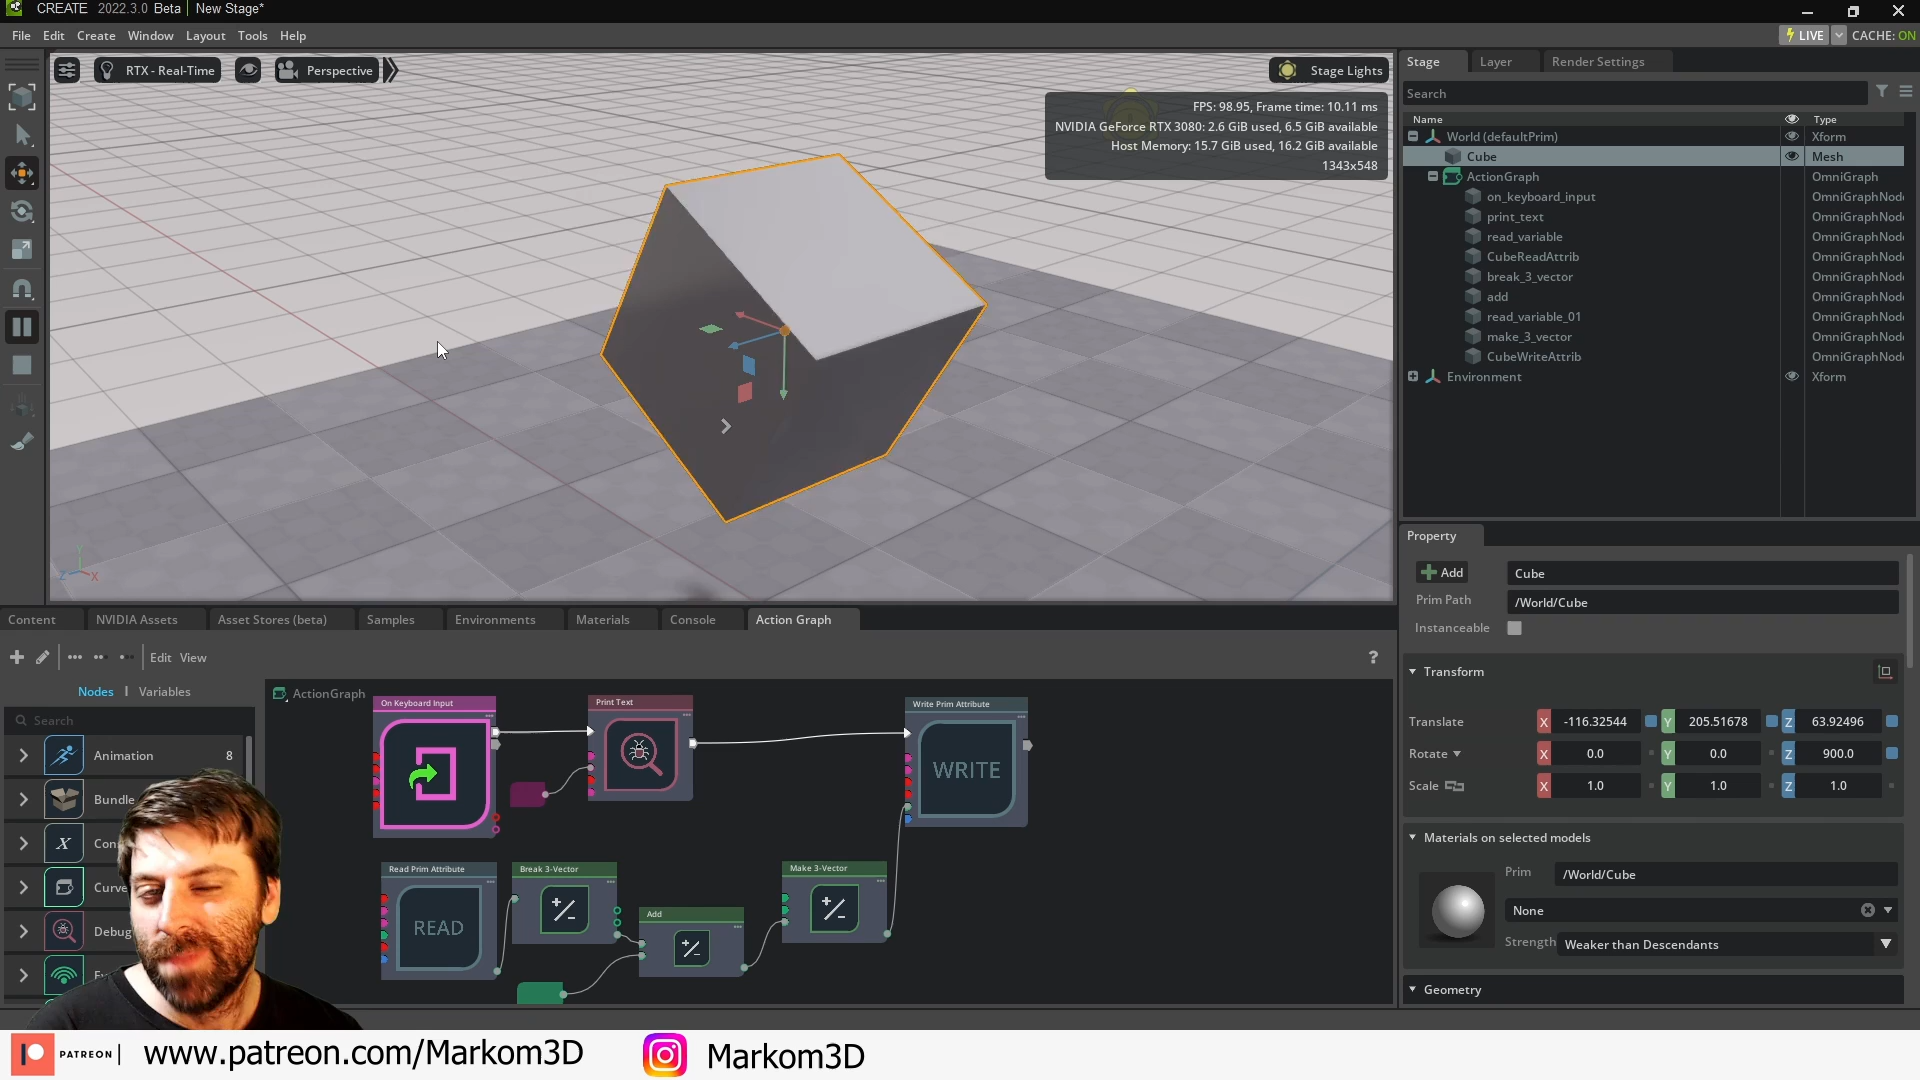 CREATE 2022.3.0 Beta | New Stage*
File Edit Create Window Layout Tools Help
LIVE CACHE: ON
RTX - Real-Time Perspective Stage Lights
FPS: 98.95, Frame time: 10.11 ms
NVIDIA GeForce RTX 3080: 2.6 GiB used, 6.5 GiB available
Host Memory: 15.7 GiB used, 16.2 GiB available
1343x548
Z X
Stage Layer Render Settings
Search
Name Type
World (defaultPrim) Xform
Cube Mesh
ActionGraph OmniGraph
on_keyboard_input OmniGraphNode
print_text OmniGraphNode
read_variable OmniGraphNode
CubeReadAttrib OmniGraphNode
break_3_vector OmniGraphNode
add OmniGraphNode
read_variable_01 OmniGraphNode
make_3_vector OmniGraphNode
CubeWriteAttrib OmniGraphNode
Environment Xform
Property
Add Cube
Prim Path /World/Cube
Instanceable
Transform
Translate X -116.32544 Y 205.51678 Z 63.92496
Rotate X 0.0 Y 0.0 Z 900.0
Scale X 1.0 Y 1.0 Z 1.0
Materials on selected models
Prim /World/Cube
None
Strength Weaker than Descendants
Geometry
Content NVIDIA Assets Asset Stores (beta) Samples Environments Materials Console Action Graph
Edit View ?
Nodes | Variables
Search
Animation 8
Bundle
Con
Curve
Debug
ActionGraph
On Keyboard Input
Print Text
Write Prim Attribute
WRITE
Read Prim Attribute
READ
Break 3-Vector
Add
Make 3-Vector
PATREON | www.patreon.com/Markom3D Markom3D